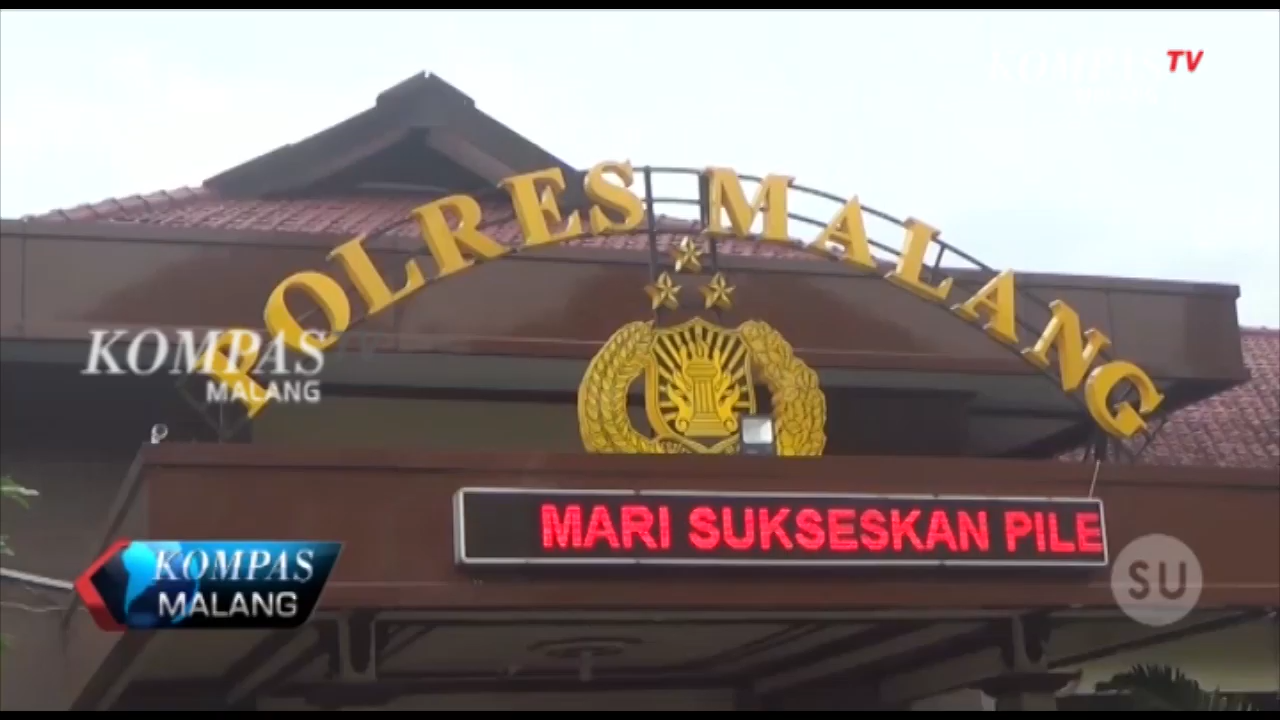 KOMPAS TV
POLRES MALANG
KOMPAS
MALANG
MARI SUKSESKAN PILE
KOMPAS
MALANG
SU